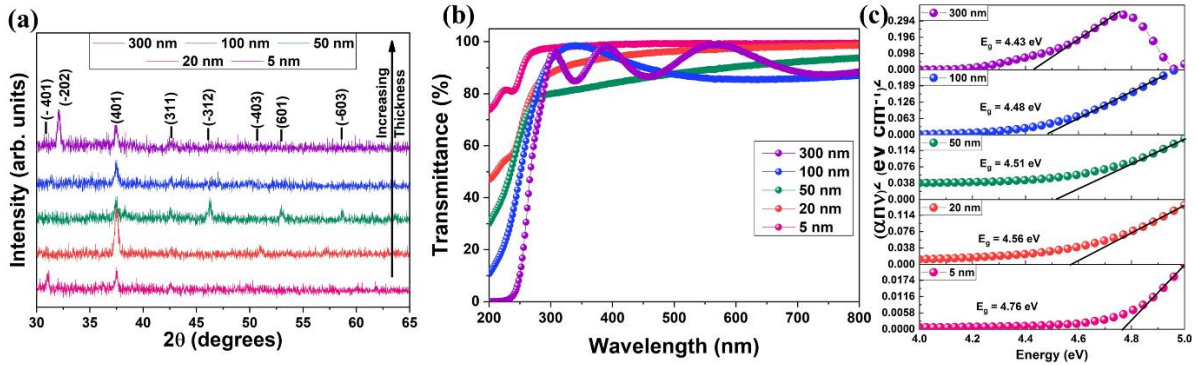 (a)
300 nm 100 nm 50 nm
20 nm 5 nm
(- 401)
(-202)
(401)
(311)
(-312)
(-403)
(601)
(-603)
Increasing
Thickness
Intensity (arb. units)
30 35 40 45 50 55 60 65
2θ (degrees)
(b)
100
80
60
40
20
0
Transmittance (%)
300 nm
100 nm
50 nm
20 nm
5 nm
200 300 400 500 600 700 800
Wavelength (nm)
(c)
300 nm
0.294
0.196
0.098
0.000
E_g = 4.43 eV
100 nm
0.189
0.126
0.063
0.000
E_g = 4.48 eV
50 nm
0.114
0.076
0.038
0.000
E_g = 4.51 eV
20 nm
0.114
0.076
0.038
0.000
E_g = 4.56 eV
5 nm
0.0174
0.0116
0.0058
0.0000
E_g = 4.76 eV
(αhν)² (eV cm⁻¹)²
4.0 4.2 4.4 4.6 4.8 5.0
Energy (eV)